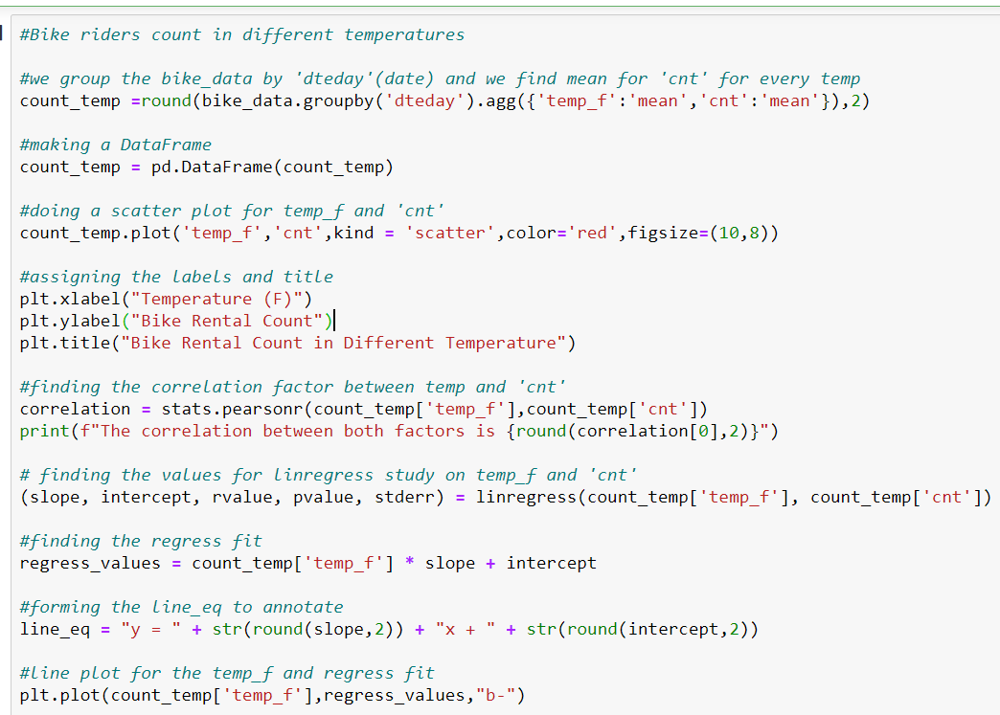 #Bike riders count in different temperatures
#we group the bike_data by 'dteday'(date) and we find mean for 'cnt' for every temp
count_temp =round(bike_data.groupby('dteday').agg({'temp_f':'mean','cnt':'mean'}),2)
#making a DataFrame
count_temp = pd.DataFrame(count_temp)
#doing a scatter plot for temp_f and 'cnt'
count_temp.plot('temp_f','cnt',kind = 'scatter',color='red',figsize=(10,8))
#assigning the labels and title
plt.xlabel("Temperature (F)")
plt.ylabel("Bike Rental Count")
plt.title("Bike Rental Count in Different Temperature")
#finding the correlation factor between temp and 'cnt'
correlation = stats.pearsonr(count_temp['temp_f'],count_temp['cnt'])
print(f"The correlation between both factors is {round(correlation[0],2)}")
# finding the values for linregress study on temp_f and 'cnt'
(slope, intercept, rvalue, pvalue, stderr) = linregress(count_temp['temp_f'], count_temp['cnt'])
#finding the regress fit
regress_values = count_temp['temp_f'] * slope + intercept
#forming the line_eq to annotate
line_eq = "y = " + str(round(slope,2)) + "x + " + str(round(intercept,2))
#line plot for the temp_f and regress fit
plt.plot(count_temp['temp_f'],regress_values,"b-")